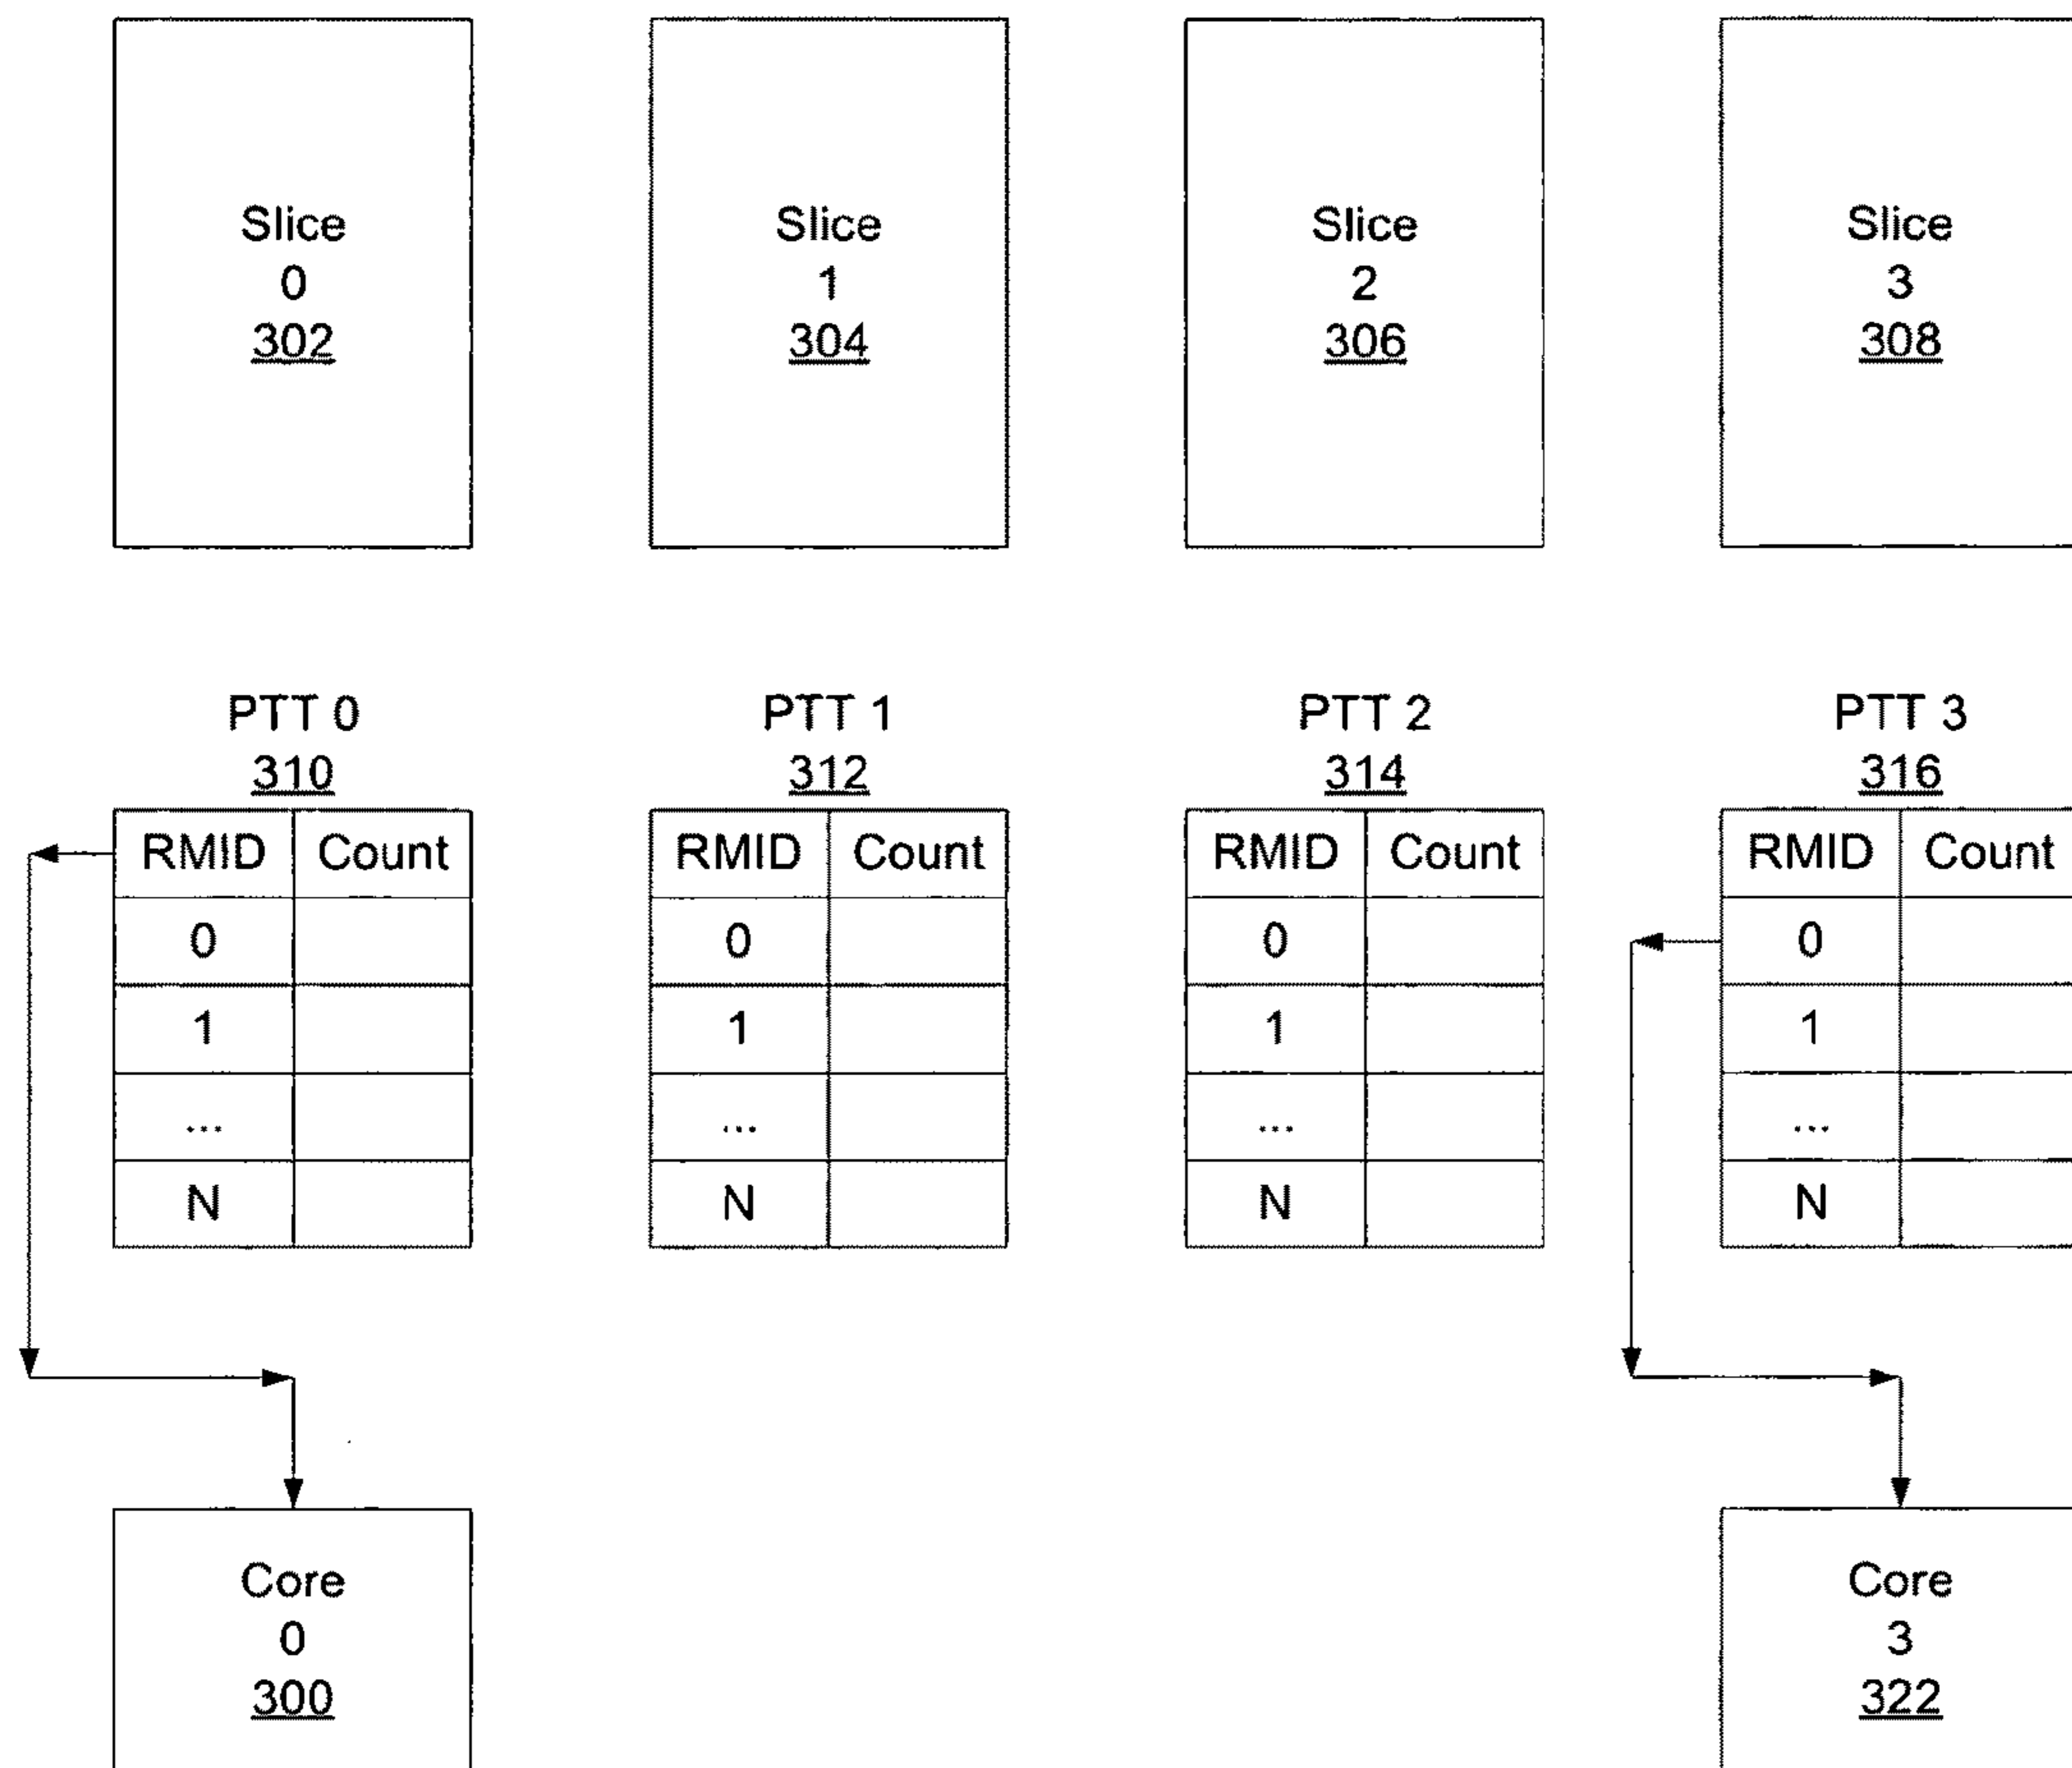 Slice
0
302
Slice
1
304
Slice
2
306
Slice
3
308
PTT 0
310
RMID Count
0
1
...
N
PTT 1
312
RMID Count
0
1
...
N
PTT 2
314
RMID Count
0
1
...
N
PTT 3
316
RMID Count
0
1
...
N
Core
0
300
Core
3
322